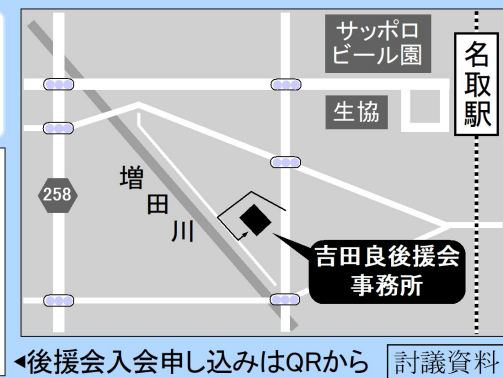 サッポロ
ビール園
名取駅
生協
258
増田川
吉田良後援会
事務所
◂後援会入会申し込みはQRから
討議資料